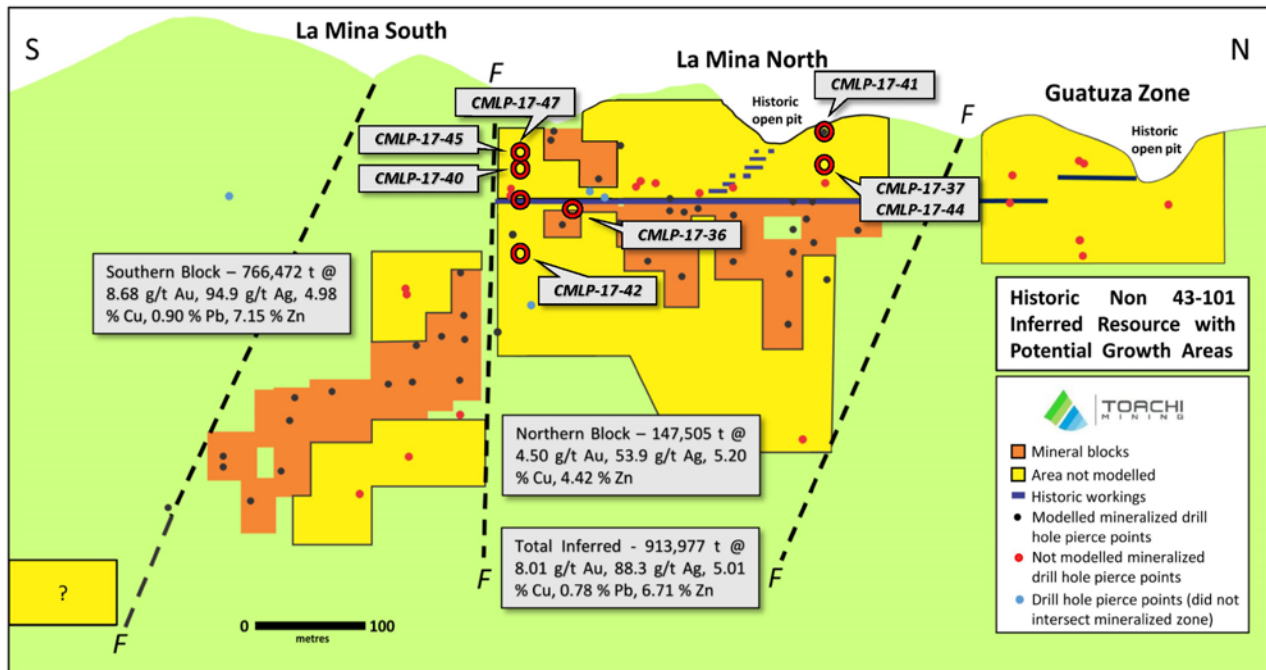 La Mina South
S
F
La Mina North
CMLP-17-41
N
CMLP-17-47
Historic
open pit
Guatuza Zone
F
CMLP-17-45
Historic
open pit
CMLP-17-40
CMLP-17-37
CMLP-17-44
CMLP-17-36
CMLP-17-42
Southern Block – 766,472 t @
8.68 g/t Au, 94.9 g/t Ag, 4.98
% Cu, 0.90 % Pb, 7.15 % Zn
Historic Non 43-101
Inferred Resource with
Potential Growth Areas
Northern Block – 147,505 t @
4.50 g/t Au, 53.9 g/t Ag, 5.20
% Cu, 4.42 % Zn
TOACHI
MINING
Mineral blocks
Area not modelled
Historic workings
Modelled mineralized drill
hole pierce points
Not modelled mineralized
drill hole pierce points
Drill hole pierce points (did not
intersect mineralized zone)
Total Inferred - 913,977 t @
8.01 g/t Au, 88.3 g/t Ag, 5.01
% Cu, 0.78 % Pb, 6.71 % Zn
F
F
?
F
0 100
metres